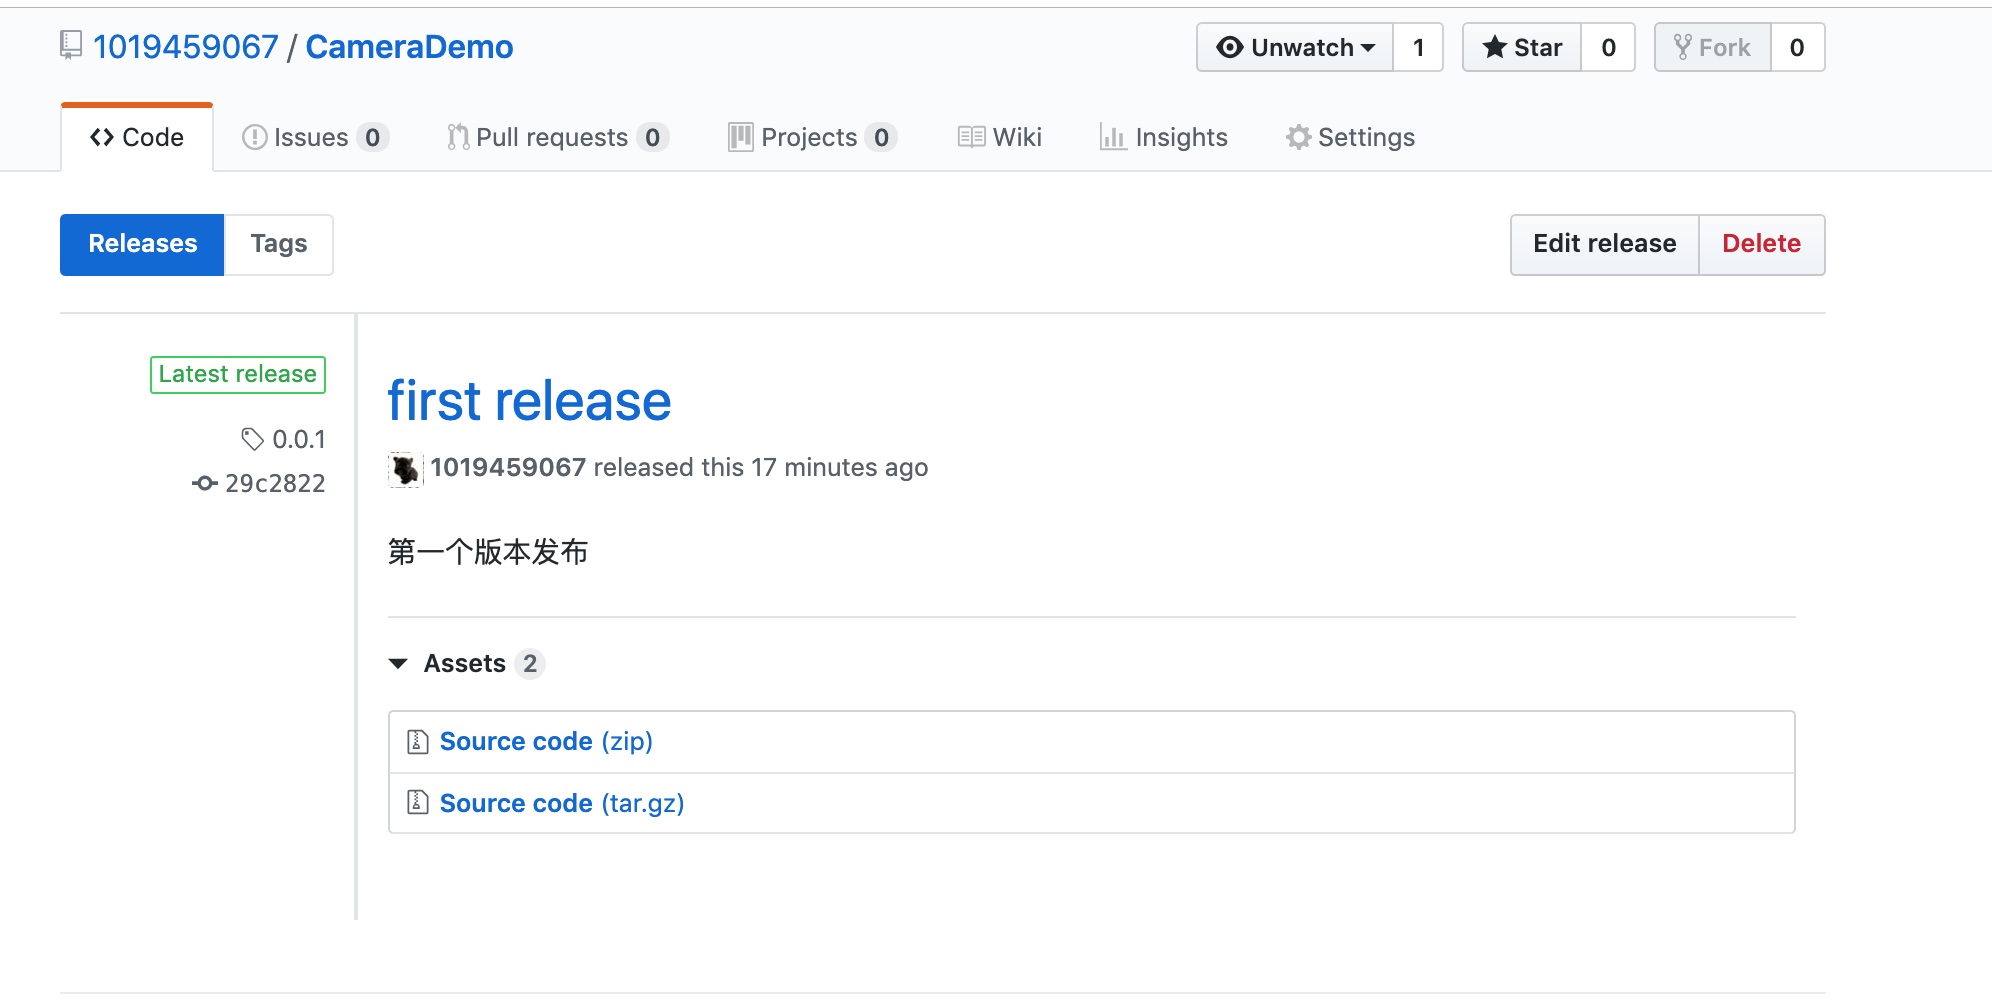 1019459067 / CameraDemo
Unwatch 1 Star 0 Fork 0
Code Issues 0 Pull requests 0 Projects 0 Wiki Insights Settings
Releases Tags
Edit release Delete
Latest release
0.0.1
29c2822
first release
1019459067 released this 17 minutes ago
第一个版本发布
Assets 2
Source code (zip)
Source code (tar.gz)